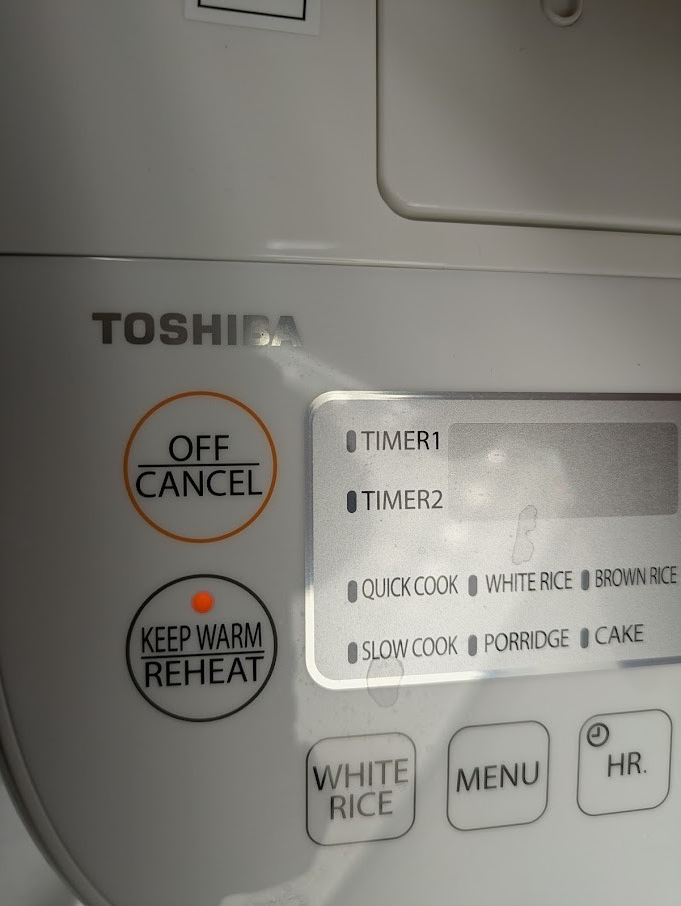 TOSHIBA
OFF
CANCEL
TIMER1
TIMER2
QUICK COOK WHITE RICE BROWN RICE
SLOW COOK PORRIDGE CAKE
KEEP WARM
REHEAT
WHITE
RICE
MENU
HR.